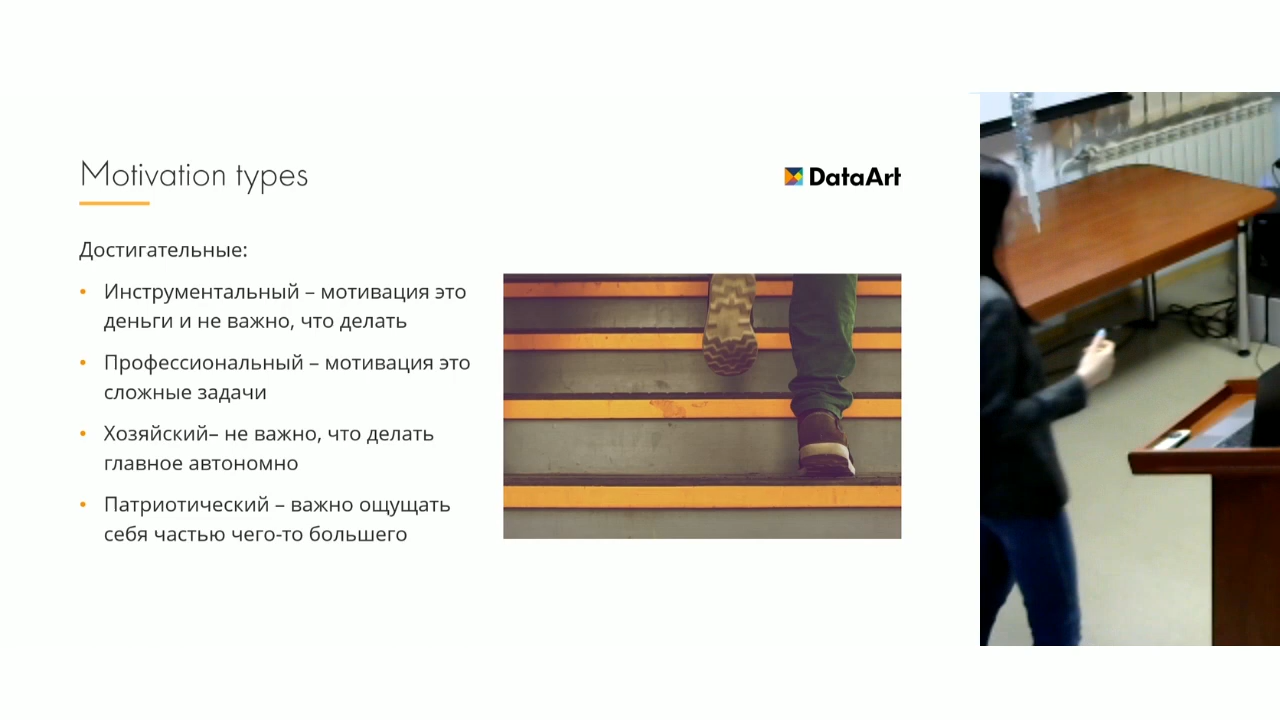 Motivation types
DataArt
Достигательные:
• Инструментальный – мотивация это
деньги и не важно, что делать
• Профессиональный – мотивация это
сложные задачи
• Хозяйский– не важно, что делать
главное автономно
• Патриотический – важно ощущать
себя частью чего-то большего